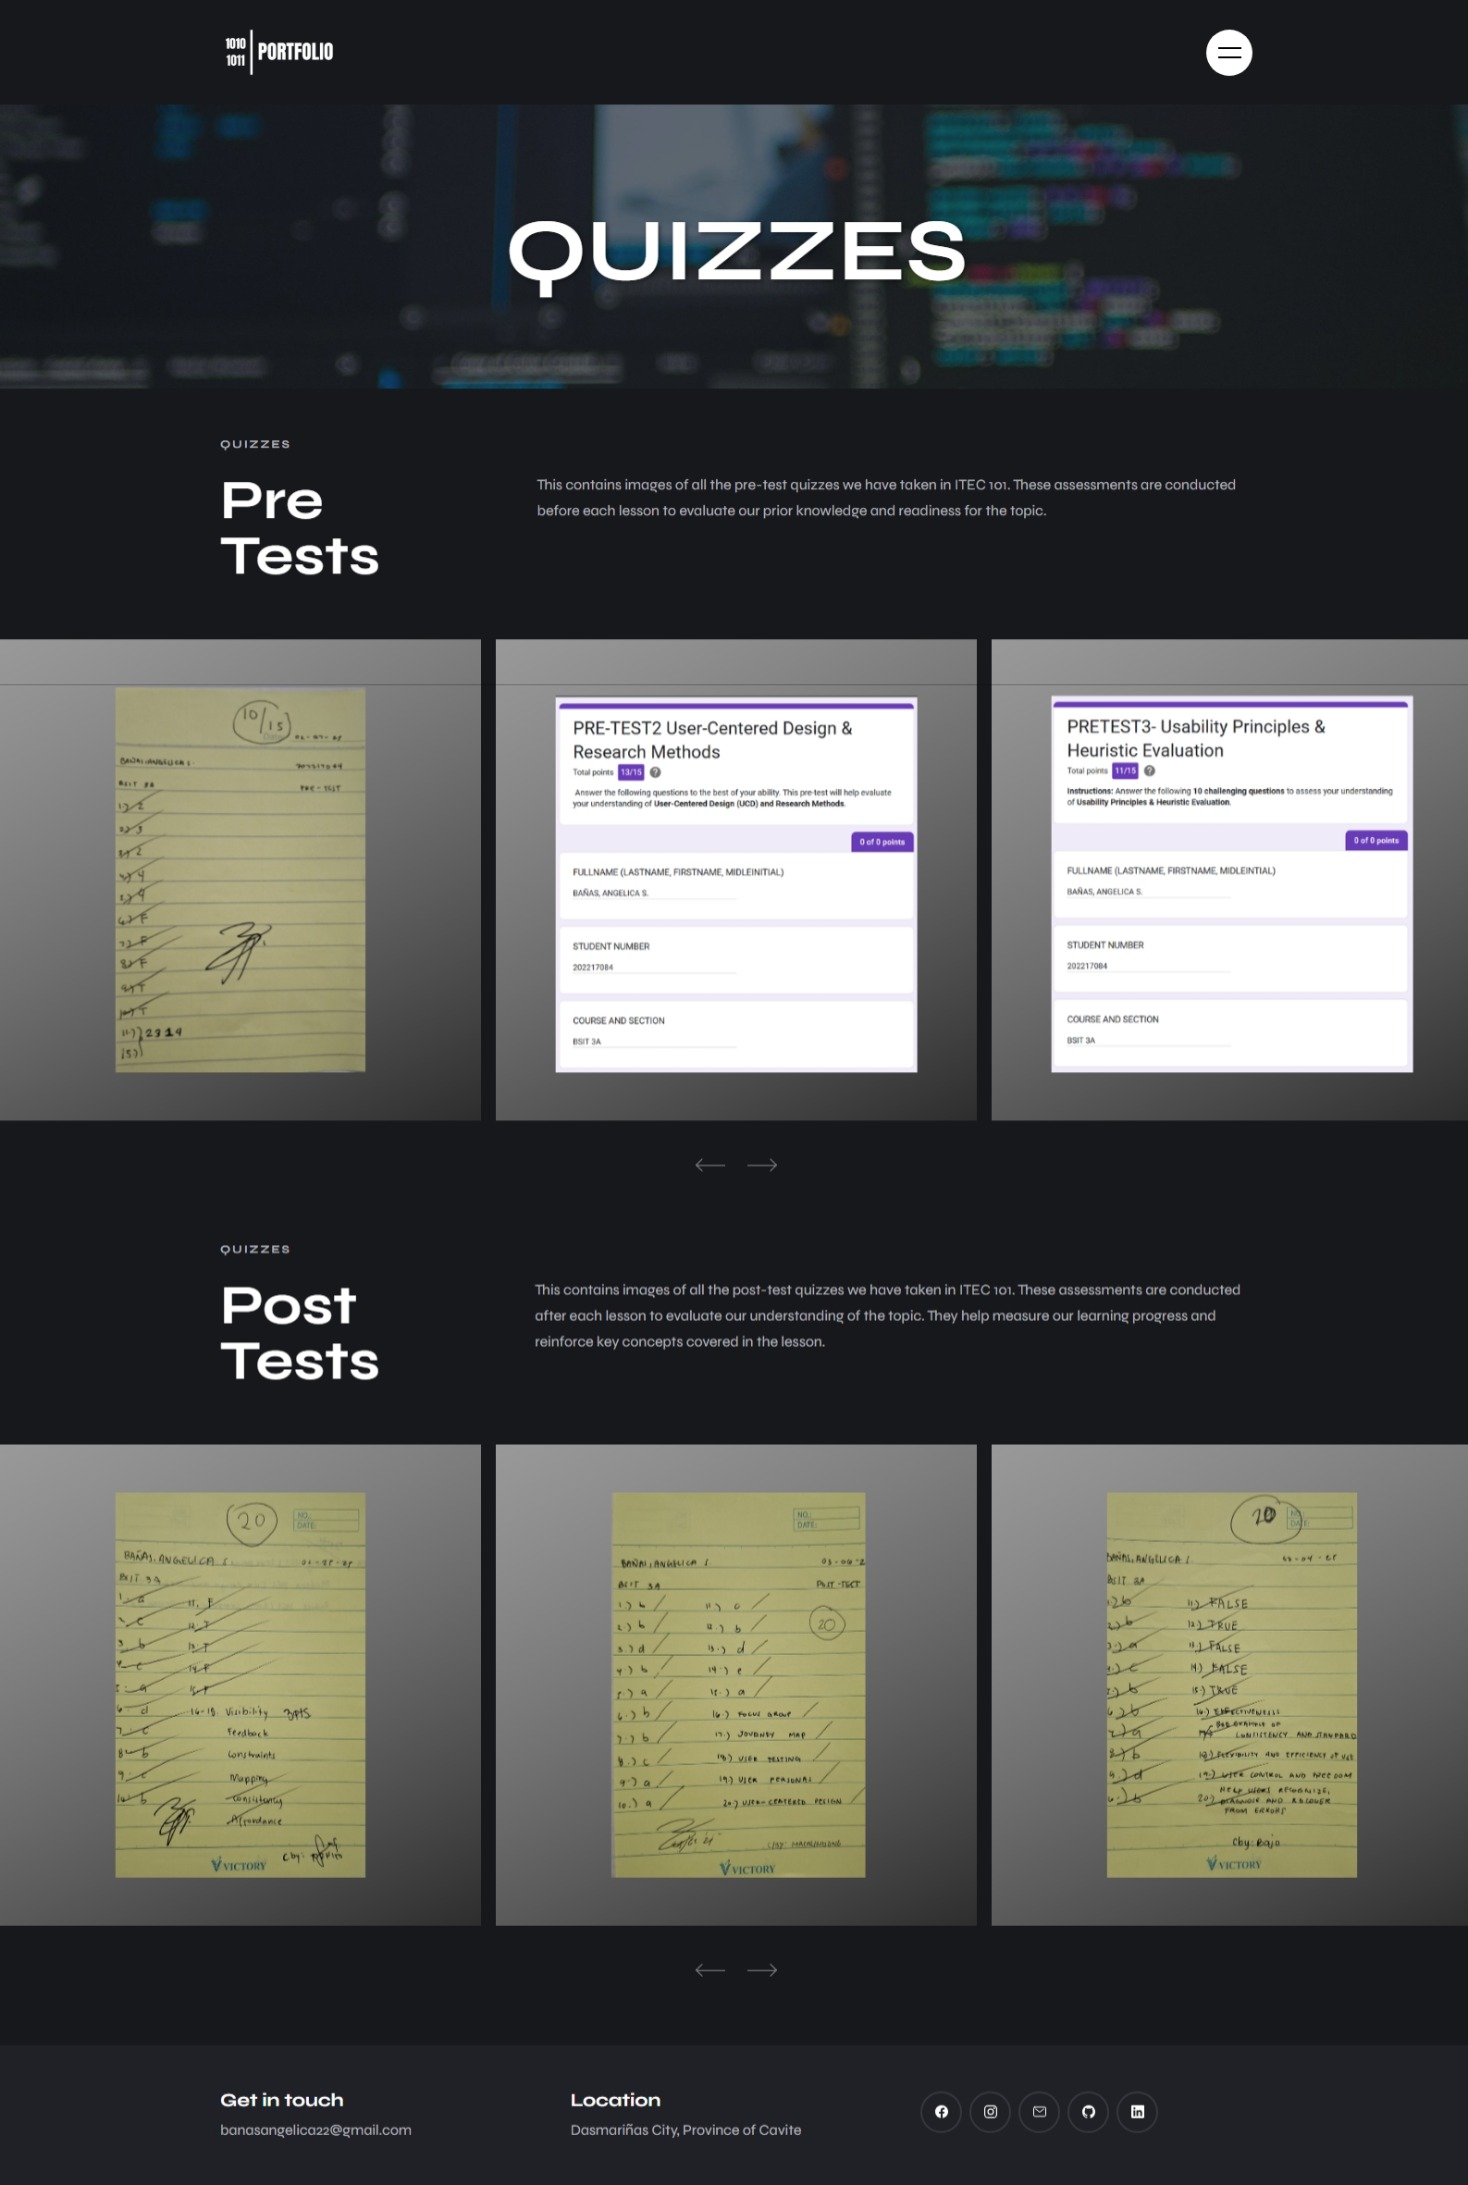 1010
1011
PORTFOLIO
QUIZZES
QUIZZES
Pre
Tests
This contains images of all the pre-test quizzes we have taken in ITEC 101. These assessments are conducted
before each lesson to evaluate our prior knowledge and readiness for the topic.
10/15
BAÑAS, ANGELICA S.
BSIT 3A
PRE-TEST
1.) 2
2.) 3
3.) 2
4.) 4
5.) 4
6.) F
7.) F
8.) F
9.) T
10.) T
11.) 2314
15.)
PRE-TEST2 User-Centered Design &
Research Methods
Total points 13/15 ?
Answer the following questions to the best of your ability. This pre-test will help evaluate
your understanding of User-Centered Design (UCD) and Research Methods.
0 of 0 points
FULLNAME (LASTNAME, FIRSTNAME, MIDLEINITIAL)
BAÑAS, ANGELICA S.
STUDENT NUMBER
202217084
COURSE AND SECTION
BSIT 3A
PRETEST3- Usability Principles &
Heuristic Evaluation
Total points 11/15 ?
Instructions: Answer the following 10 challenging questions to assess your understanding
of Usability Principles & Heuristic Evaluation.
0 of 0 points
FULLNAME (LASTNAME, FIRSTNAME, MIDLEINTIAL)
BAÑAS, ANGELICA S.
STUDENT NUMBER
202217084
COURSE AND SECTION
BSIT 3A
QUIZZES
Post
Tests
This contains images of all the post-test quizzes we have taken in ITEC 101. These assessments are conducted
after each lesson to evaluate our understanding of the topic. They help measure our learning progress and
reinforce key concepts covered in the lesson.
20
NO.:
DATE:
BAÑAS, ANGELICA S.
BSIT 3A
1. a 11. F
2. c 12. T
3. b 13. T
4. c 14. F
5. a 15. F
6. d 16-18. Visibility 3pts
7. c Feedback
8. b Constraints
9. c Mapping
10. b Consistency
Affordance
cby:
VICTORY
NO.:
DATE:
BAÑAS, ANGELICA S.
BSIT 3A POST-TEST
1.) b 11.) c
20
2.) b 12.) b
3.) d 13.) d
4.) b 14.) e
5.) a 15.) a
6.) b 16.) FOCUS GROUP
7.) b 17.) JOURNEY MAP
8.) c 18.) USER TESTING
9.) a 19.) USER PERSONAS
10.) a 20.) USER-CENTERED DESIGN
VICTORY
20
BAÑAS, ANGELICA S.
BSIT 3A
1.) b 11.) FALSE
2.) b 12.) TRUE
3.) a 13.) FALSE
4.) c 14.) FALSE
5.) b 15.) TRUE
6.) b 16.) EFFECTIVENESS
7.) a CONSISTENCY AND STANDARD
8.) b 18.) FLEXIBILITY AND EFFICIENCY OF USE
9.) d 19.) USER CONTROL AND FREEDOM
HELP USERS RECOGNIZE,
10.) b 20.) DIAGNOSE AND RECOVER
FROM ERRORS
Cby: Bajo
VICTORY
Get in touch
banasangelica22@gmail.com
Location
Dasmariñas City, Province of Cavite